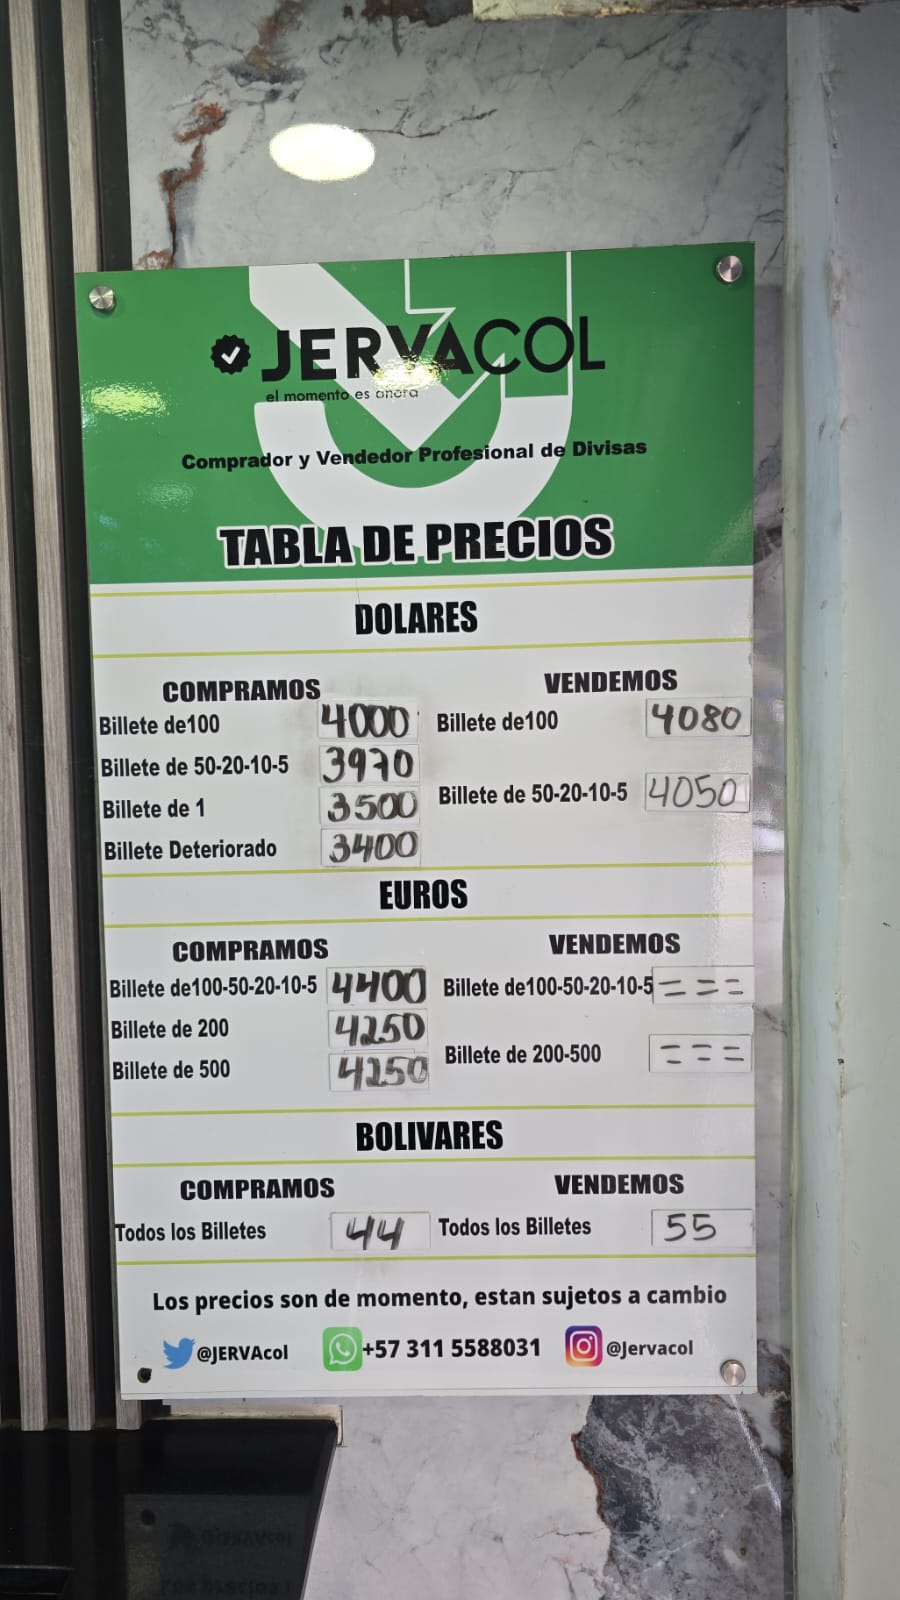 JERVACOL
el momento es ahora
Comprador y Vendedor Profesional de Divisas
TABLA DE PRECIOS
DOLARES
COMPRAMOS
Billete de100 4000
Billete de 50-20-10-5 3970
Billete de 1 3500
Billete Deteriorado 3400
VENDEMOS
Billete de100 4080
Billete de 50-20-10-5 4050
EUROS
COMPRAMOS
Billete de100-50-20-10-5 4400
Billete de 200 4250
Billete de 500 4250
VENDEMOS
Billete de100-50-20-10-5 = = =
Billete de 200-500 = = =
BOLIVARES
COMPRAMOS
Todos los Billetes 44
VENDEMOS
Todos los Billetes 55
Los precios son de momento, estan sujetos a cambio
@JERVAcol +57 311 5588031 @Jervacol